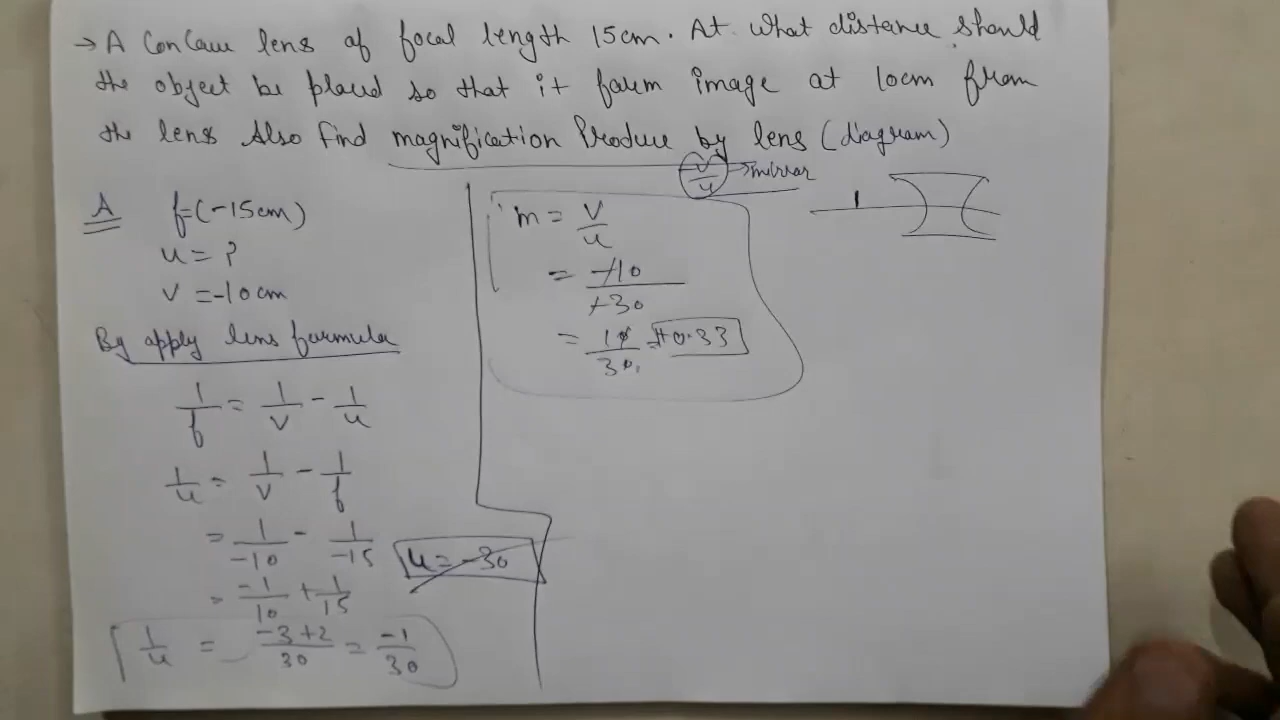 → A Concave lens of focal length 15cm. At what distance should
the object be placed so that it form image at 10cm from
the lens Also find magnification Produce by lens (diagram)
v/u → mirror
A f=(-15cm)
u = ?
v = -10cm
By apply lens formula
1/f = 1/v - 1/u
1/u = 1/v - 1/f
= 1/-10 - 1/-15
= -1/10 + 1/15
1/u = -3+2/30 = -1/30
u = -30
m = v/u
= -10/-30
= 10/30 = +0.33